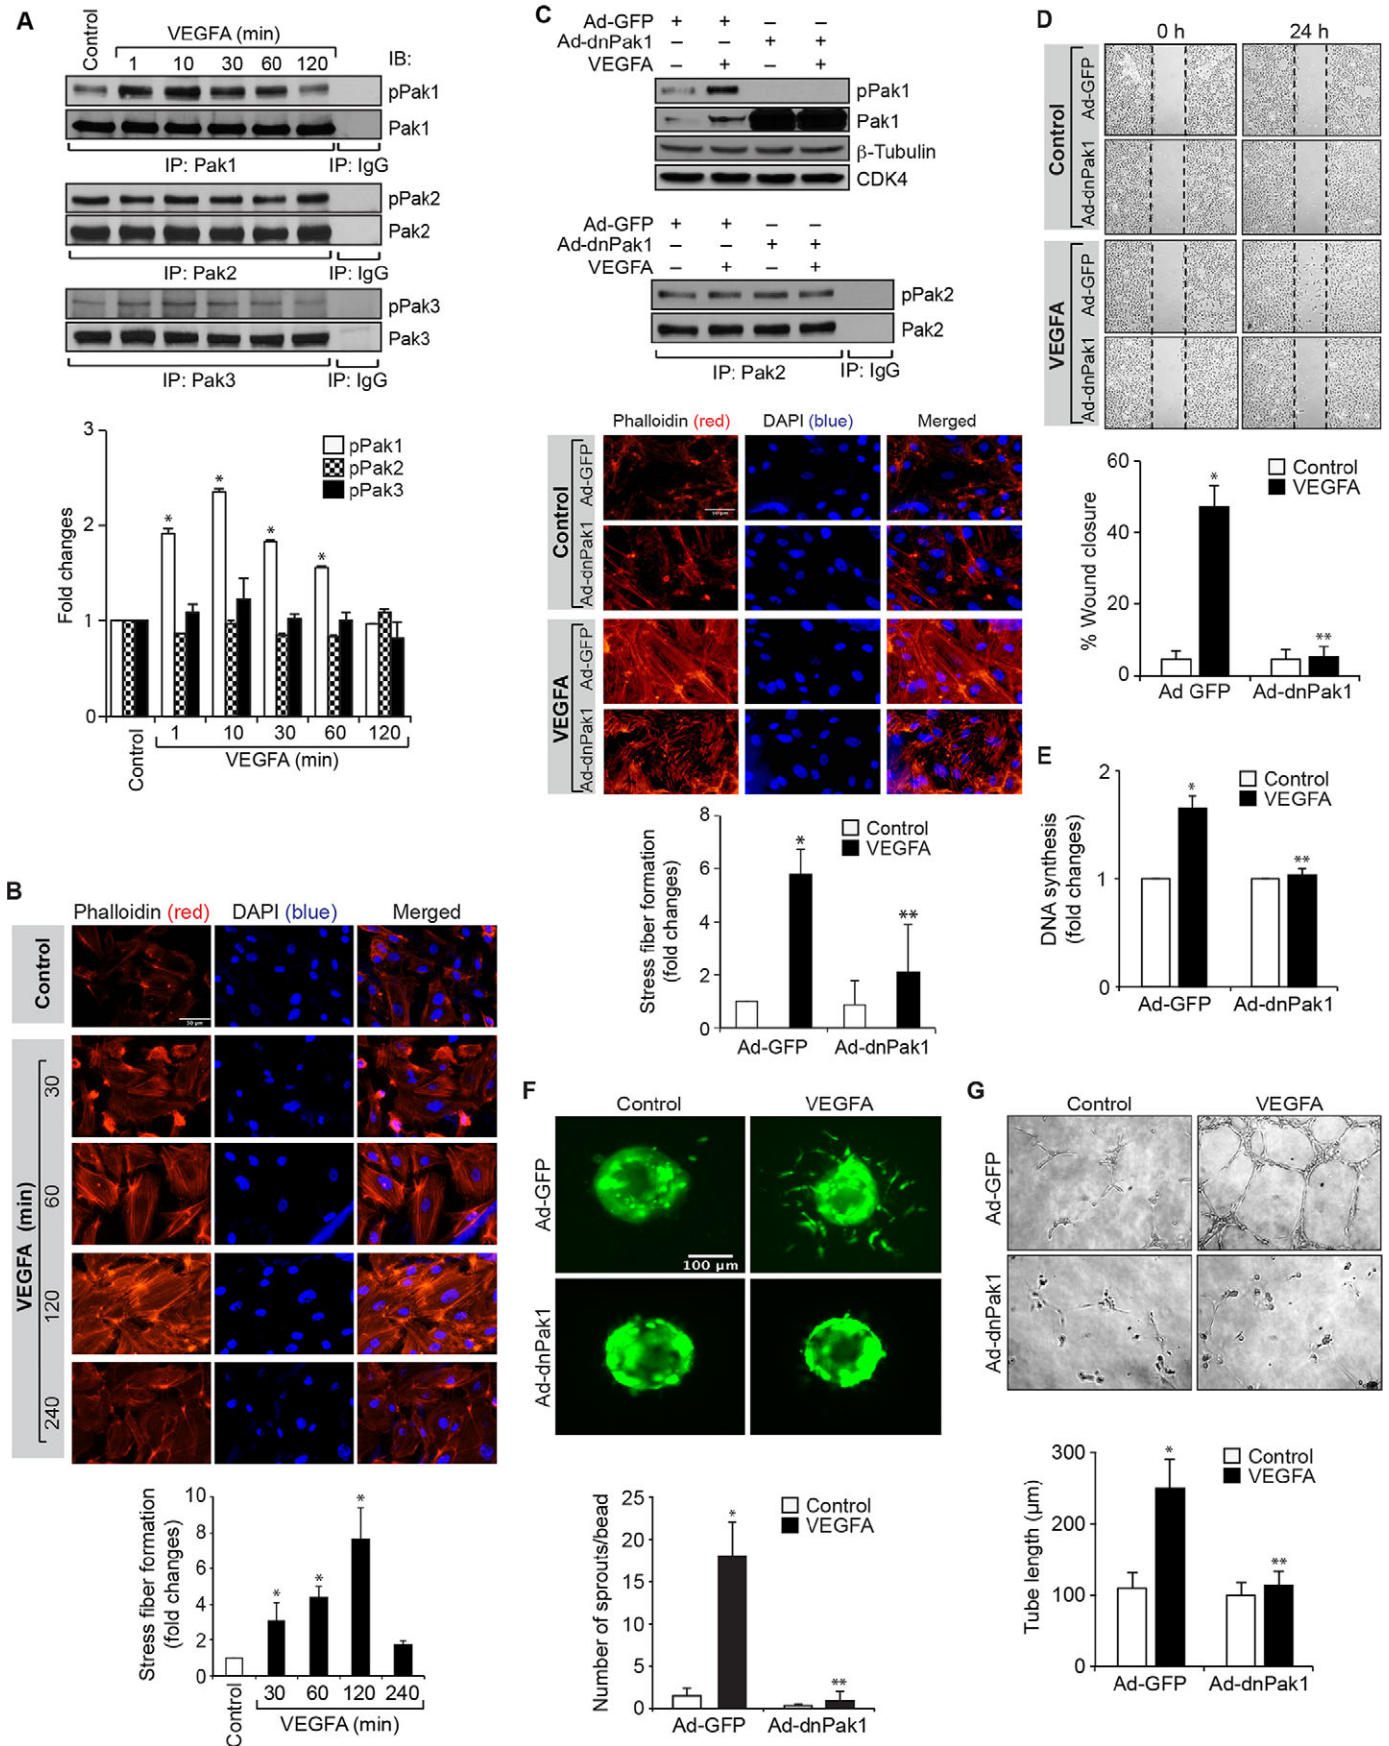 A
Control
VEGFA (min)
1 10 30 60 120 IB:
pPak1
Pak1
IP: Pak1 IP: IgG
pPak2
Pak2
IP: Pak2 IP: IgG
pPak3
Pak3
IP: Pak3 IP: IgG
3
2
1
0
Fold changes
pPak1
pPak2
pPak3
* * * *
Control
1 10 30 60 120
VEGFA (min)
B
Phalloidin (red) DAPI (blue) Merged
Control
50 µm
VEGFA (min)
30
60
120
240
Stress fiber formation
(fold changes)
10
8
6
4
2
0
* * *
Control
30 60 120 240
VEGFA (min)
C
Ad-GFP + + – –
Ad-dnPak1 – – + +
VEGFA – + – +
pPak1
Pak1
β-Tubulin
CDK4
Ad-GFP + + – –
Ad-dnPak1 – – + +
VEGFA – + – +
pPak2
Pak2
IP: Pak2 IP: IgG
Phalloidin (red) DAPI (blue) Merged
Control
Ad-GFP
50 µm
Ad-dnPak1
VEGFA
Ad-GFP
Ad-dnPak1
Stress fiber formation
(fold changes)
8
6
4
2
0
Control
VEGFA
* **
Ad-GFP Ad-dnPak1
D
0 h 24 h
Control
Ad-GFP
Ad-dnPak1
VEGFA
Ad-GFP
Ad-dnPak1
% Wound closure
60
40
20
0
Control
VEGFA
* **
Ad GFP Ad-dnPak1
E
DNA synthesis
(fold changes)
2
1
0
Control
VEGFA
* **
Ad-GFP Ad-dnPak1
F
Control VEGFA
Ad-GFP
100 µm
Ad-dnPak1
Number of sprouts/bead
25
20
15
10
5
0
Control
VEGFA
* **
Ad-GFP Ad-dnPak1
G
Control VEGFA
Ad-GFP
Ad-dnPak1
Tube length (µm)
300
200
100
0
Control
VEGFA
* **
Ad-GFP Ad-dnPak1